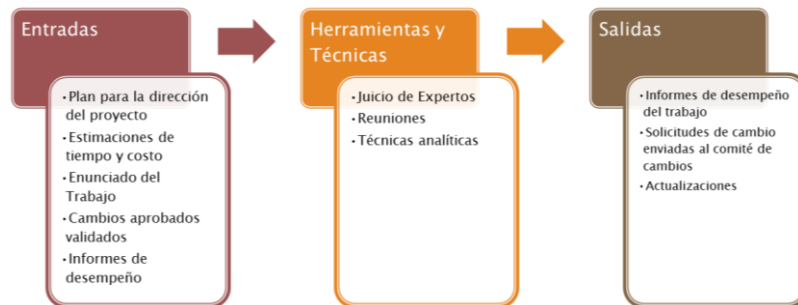 Entradas
• Plan para la dirección
del proyecto
• Estimaciones de
tiempo y costo
• Enunciado del
Trabajo
• Cambios aprobados
validados
• Informes de
desempeño
Herramientas y
Técnicas
• Juicio de Expertos
• Reuniones
• Técnicas analíticas
Salidas
• Informes de desempeño
del trabajo
• Solicitudes de cambio
enviadas al comité de
cambios
• Actualizaciones